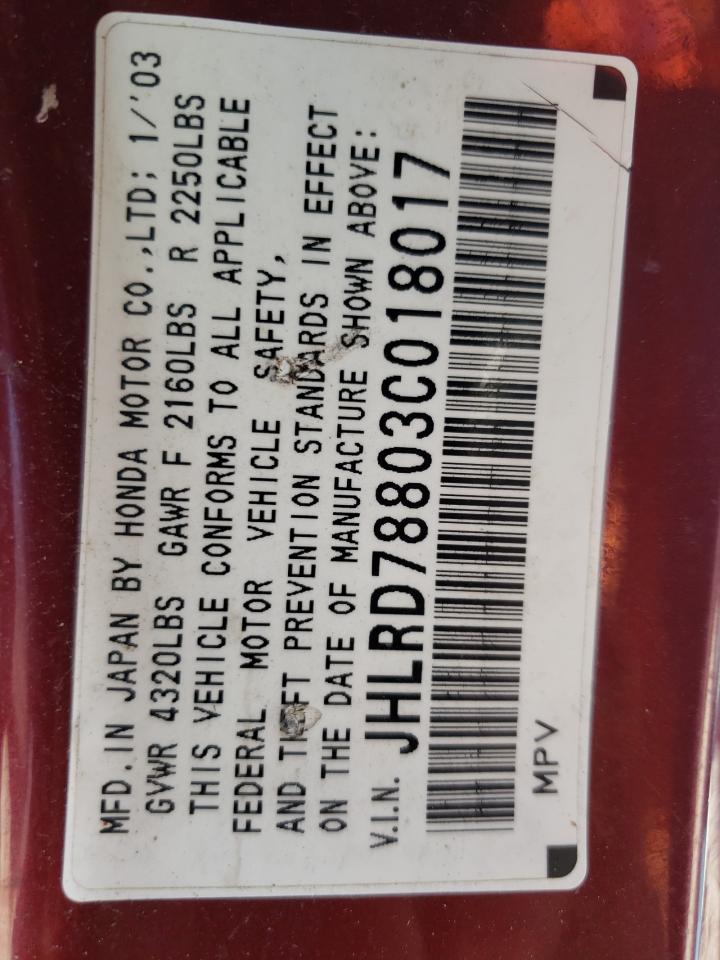 MFD. IN JAPAN BY HONDA MOTOR CO.,LTD; 1/'03
GVWR 4320LBS GAWR F 2160LBS R 2250LBS
THIS VEHICLE CONFORMS TO ALL APPLICABLE
FEDERAL MOTOR VEHICLE SAFETY,
AND THEFT PREVENTION STANDARDS IN EFFECT
ON THE DATE OF MANUFACTURE SHOWN ABOVE:
V.I.N. JHLRD78803C018017
MPV